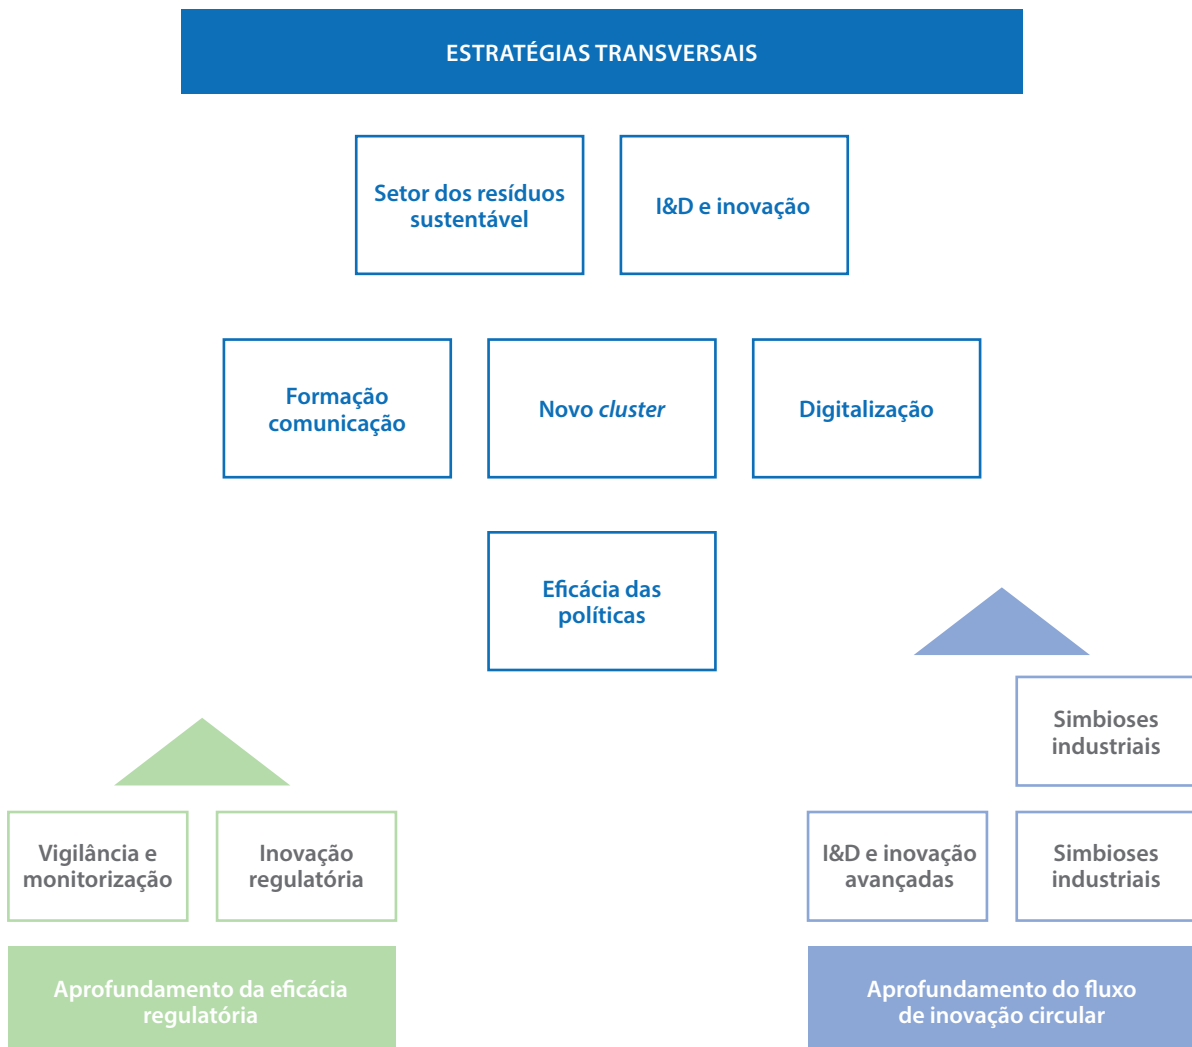 ESTRATÉGIAS TRANSVERSAIS
Setor dos resíduos
sustentável
I&D e inovação
Formação
comunicação
Novo cluster
Digitalização
Eficácia das
políticas
Simbioses
industriais
Vigilância e
monitorização
Inovação
regulatória
I&D e inovação
avançadas
Simbioses
industriais
Aprofundamento da eficácia
regulatória
Aprofundamento do fluxo
de inovação circular